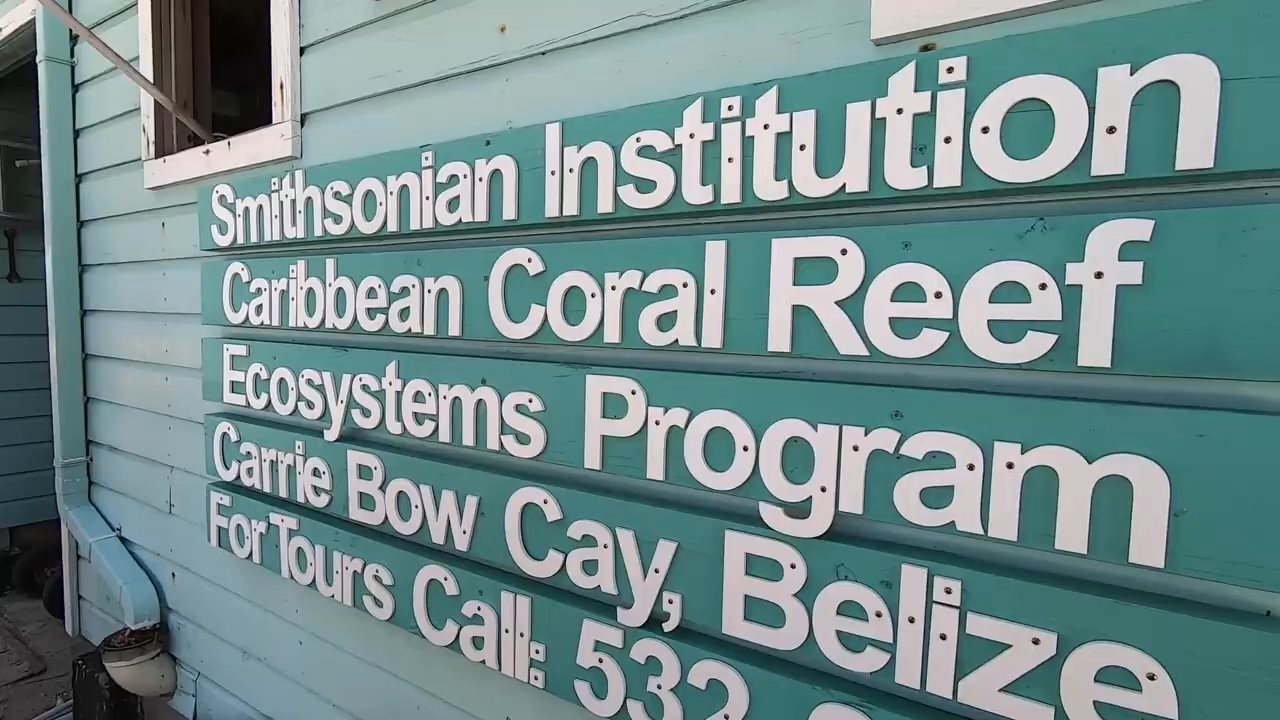 Smithsonian Institution
Caribbean Coral Reef
Ecosystems Program
Carrie Bow Cay, Belize
For Tours Call: 532